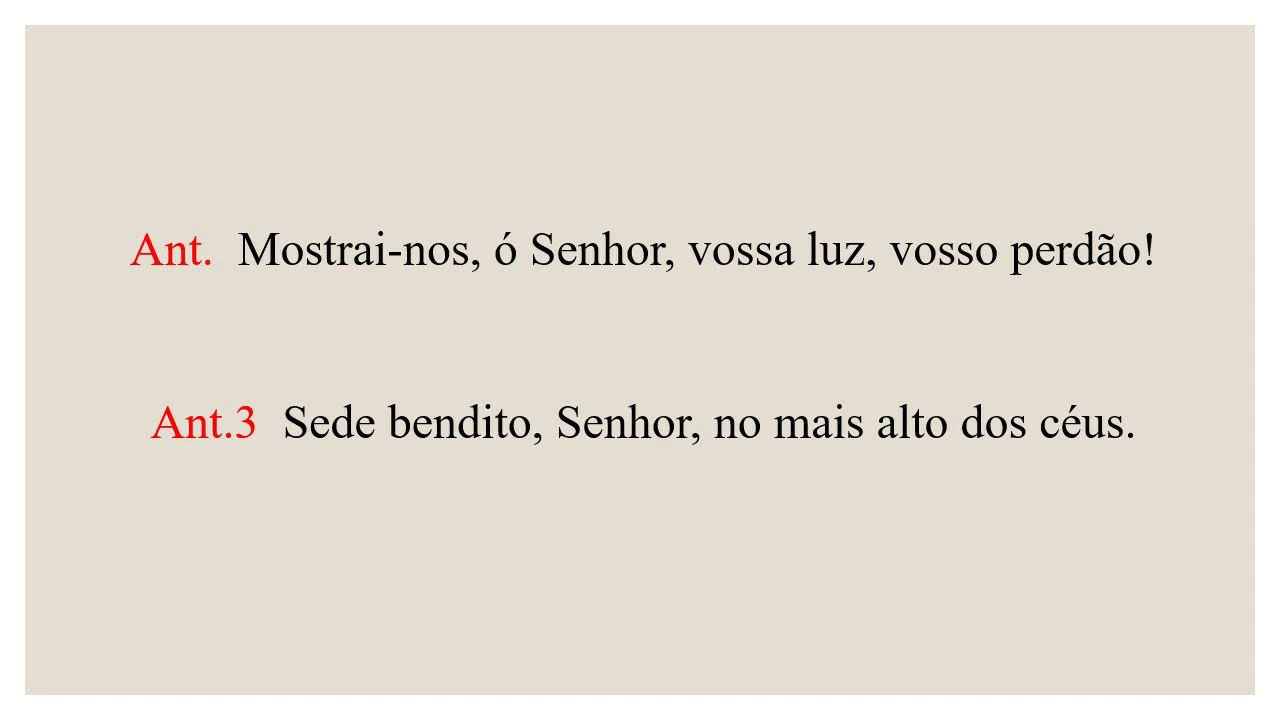 Ant.  Mostrai-nos, ó Senhor, vossa luz, vosso perdão!
Ant.3  Sede bendito, Senhor, no mais alto dos céus.